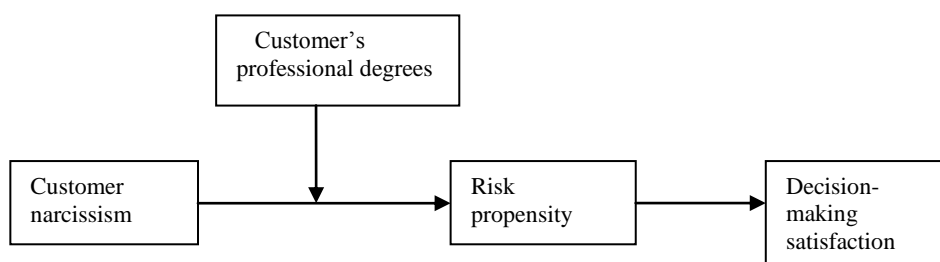 Customer’s
professional degrees
Customer
narcissism
Risk
propensity
Decision-
making
satisfaction